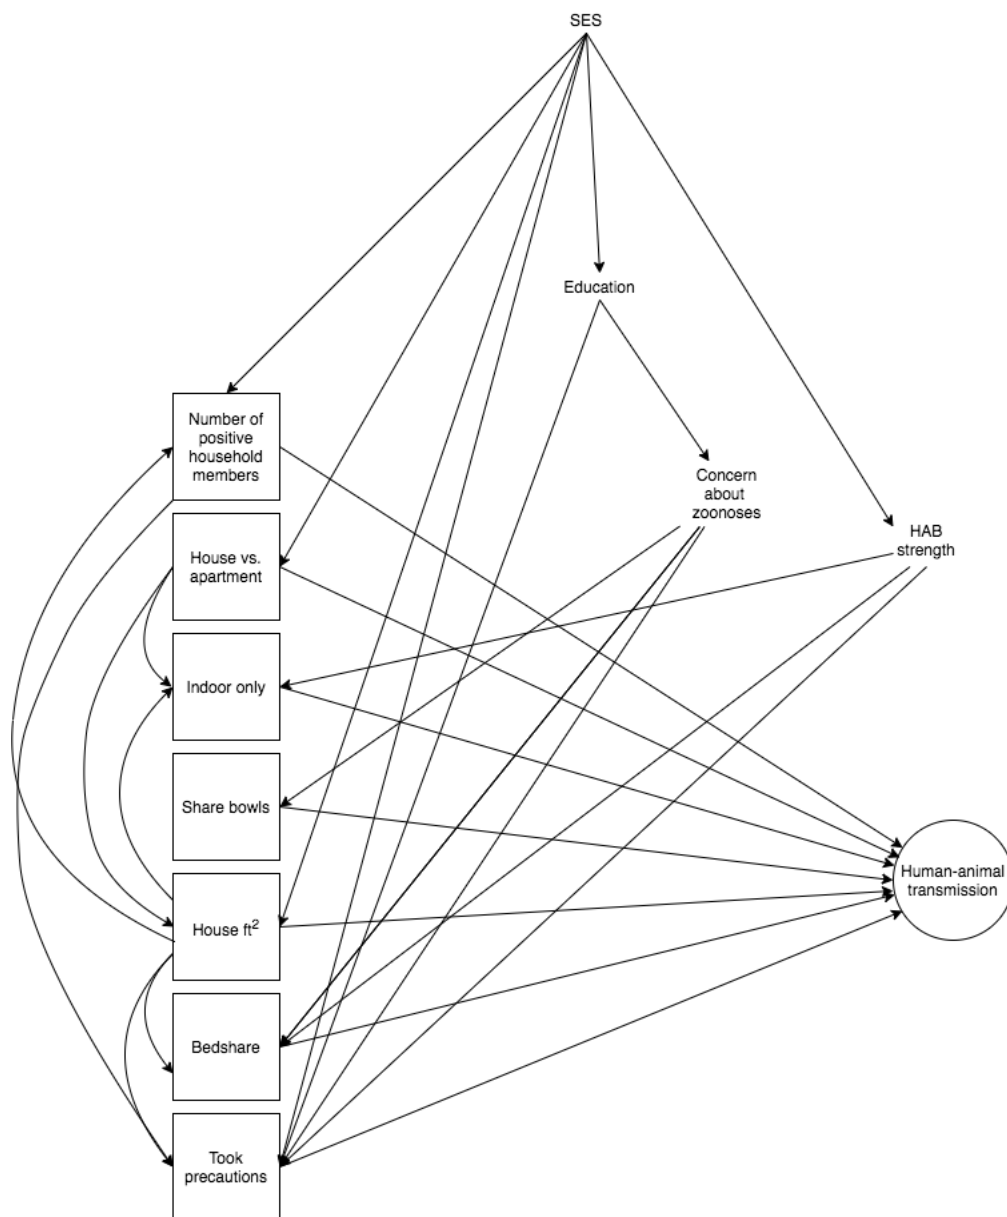 SES
Education
Number of
positive
household
members
Concern
about
zoonoses
House vs.
apartment
HAB
strength
Indoor only
Share bowls
Human-animal
transmission
House ft²
Bedshare
Took
precautions